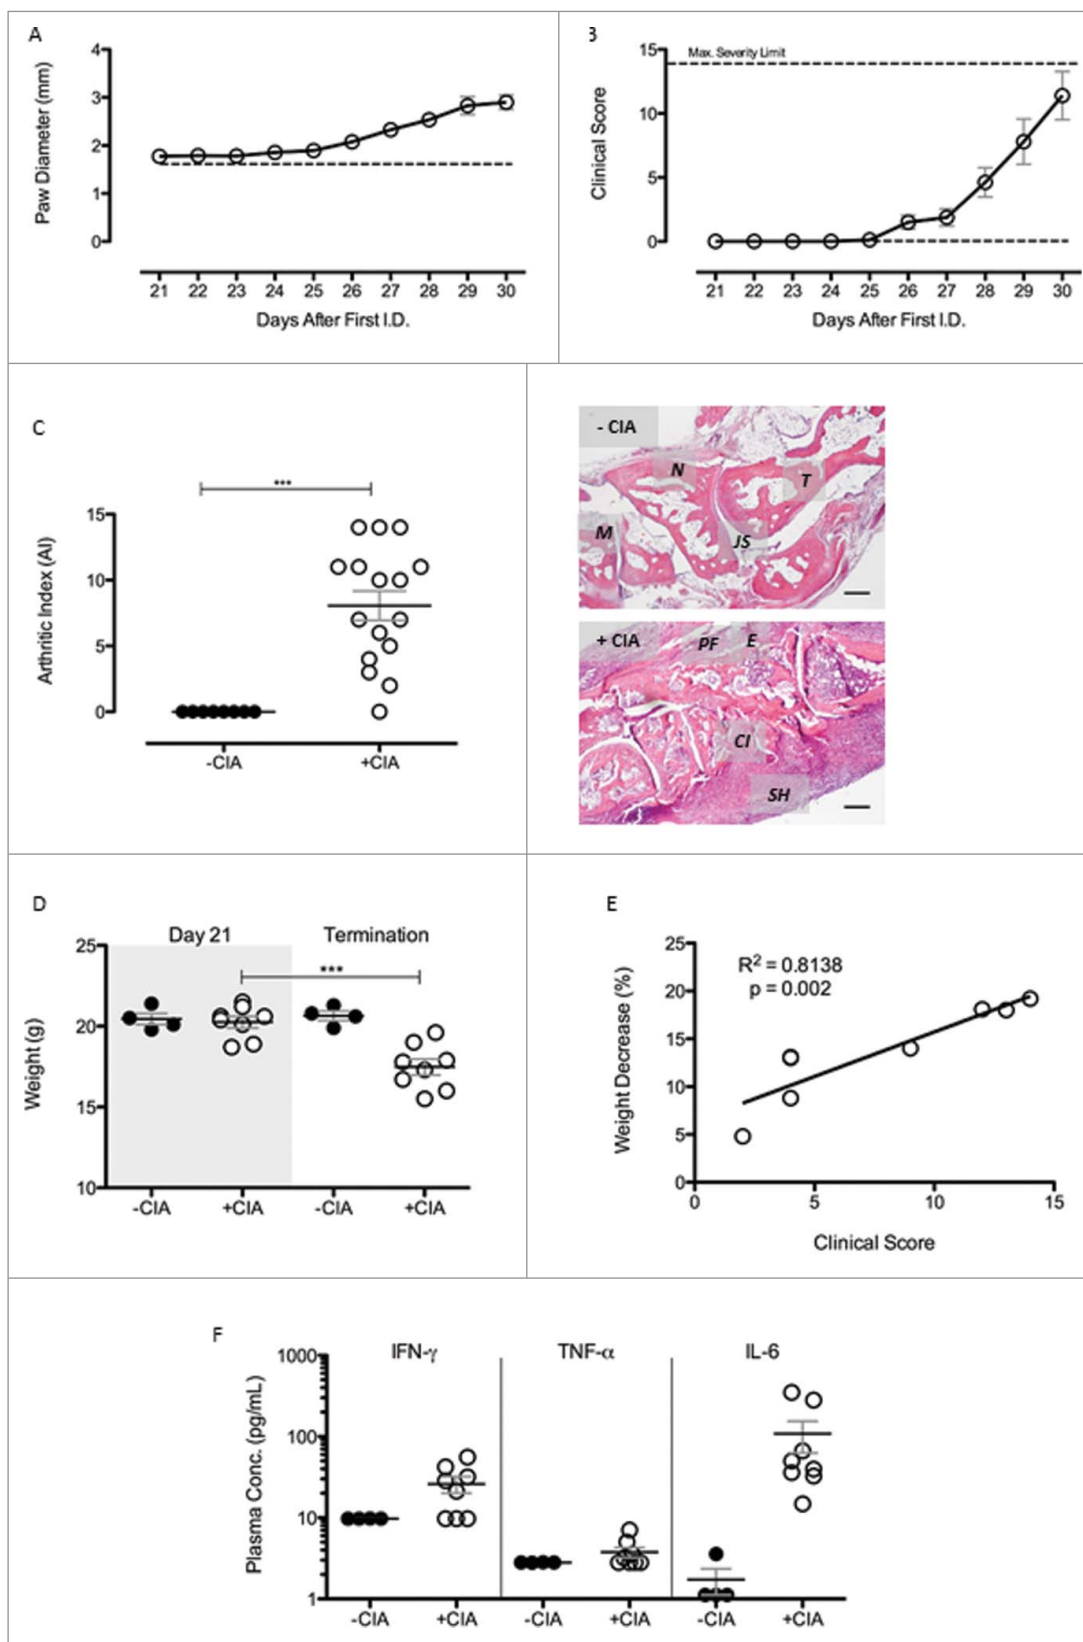 A
4
3
2
1
0
Paw Diameter (mm)
21 22 23 24 25 26 27 28 29 30
Days After First I.D.
B
Max. Severity Limit
15
10
5
0
Clinical Score
21 22 23 24 25 26 27 28 29 30
Days After First I.D.
C
***
15
10
5
0
Arthritic Index (AI)
-CIA +CIA
- CIA
N
T
M
JS
+ CIA
PF E
CI
SH
D
Day 21 Termination
***
25
20
15
10
Weight (g)
-CIA +CIA -CIA +CIA
E
R² = 0.8138
p = 0.002
25
20
15
10
5
0
Weight Decrease (%)
0 5 10 15
Clinical Score
F
IFN-γ TNF-α IL-6
1000
100
10
1
Plasma Conc. (pg/mL)
-CIA +CIA -CIA +CIA -CIA +CIA